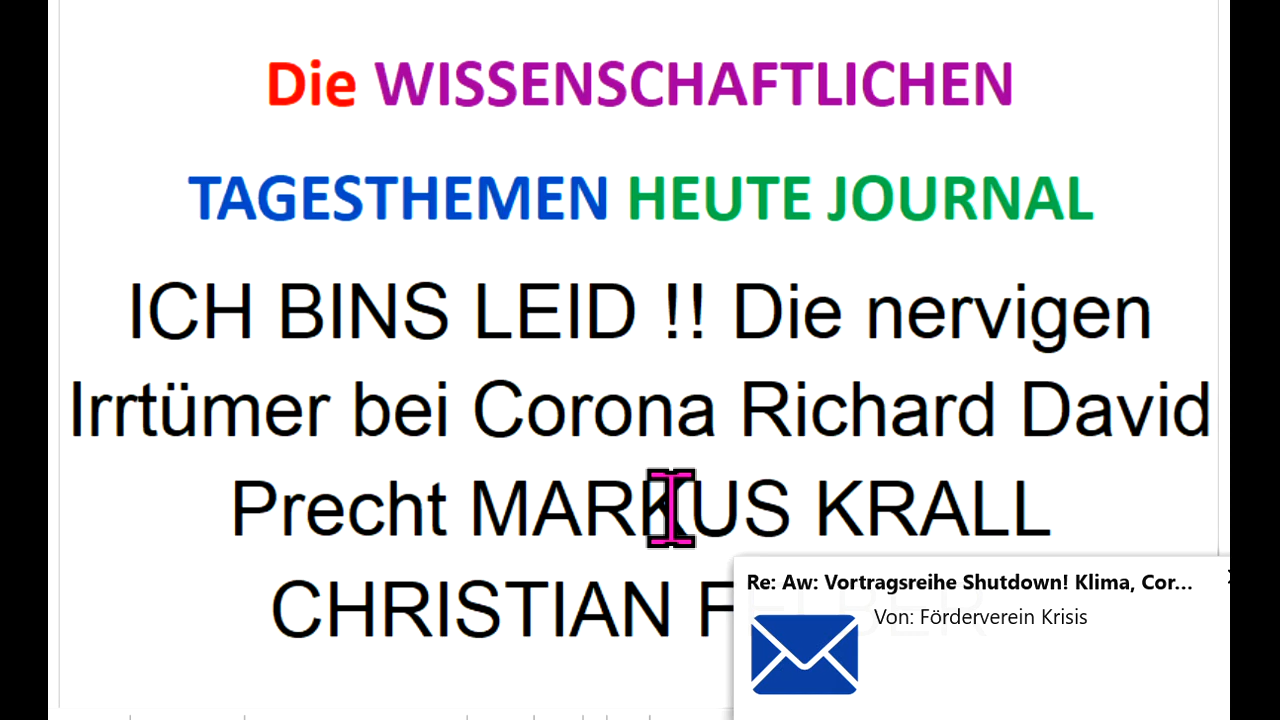 Die WISSENSCHAFTLICHEN
TAGESTHEMEN HEUTE JOURNAL
ICH BINS LEID !! Die nervigen
Irrtümer bei Corona Richard David
Precht MARKUS KRALL
CHRISTIAN FELBER
Re: Aw: Vortragsreihe Shutdown! Klima, Cor...
Von: Förderverein Krisis